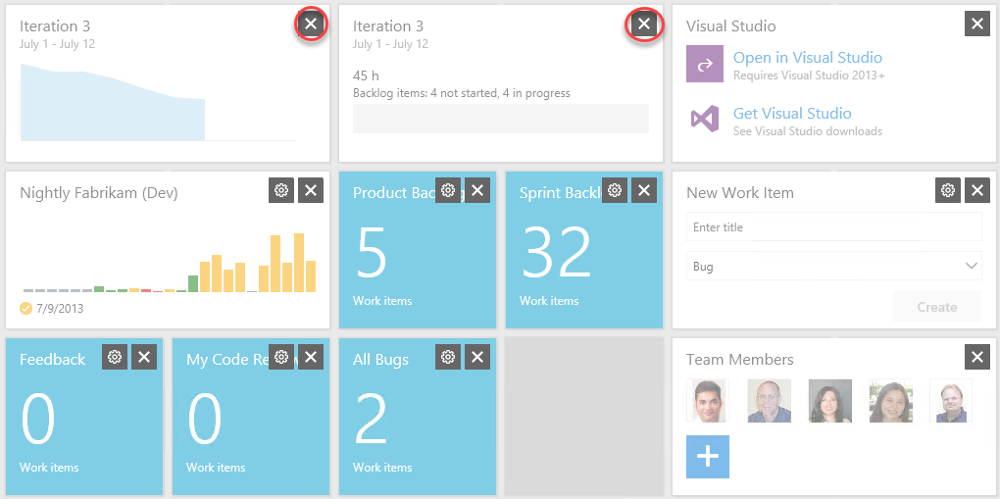 Iteration 3
July 1 - July 12
Iteration 3
July 1 - July 12
45 h
Backlog items: 4 not started, 4 in progress
Visual Studio
Open in Visual Studio
Requires Visual Studio 2013+
Get Visual Studio
See Visual Studio downloads
Nightly Fabrikam (Dev)
7/9/2013
Product
5
Work items
Sprint
32
Work items
New Work Item
Enter title
Bug
Create
Feedback
0
Work items
My Code
0
Work items
All Bugs
2
Work items
Team Members